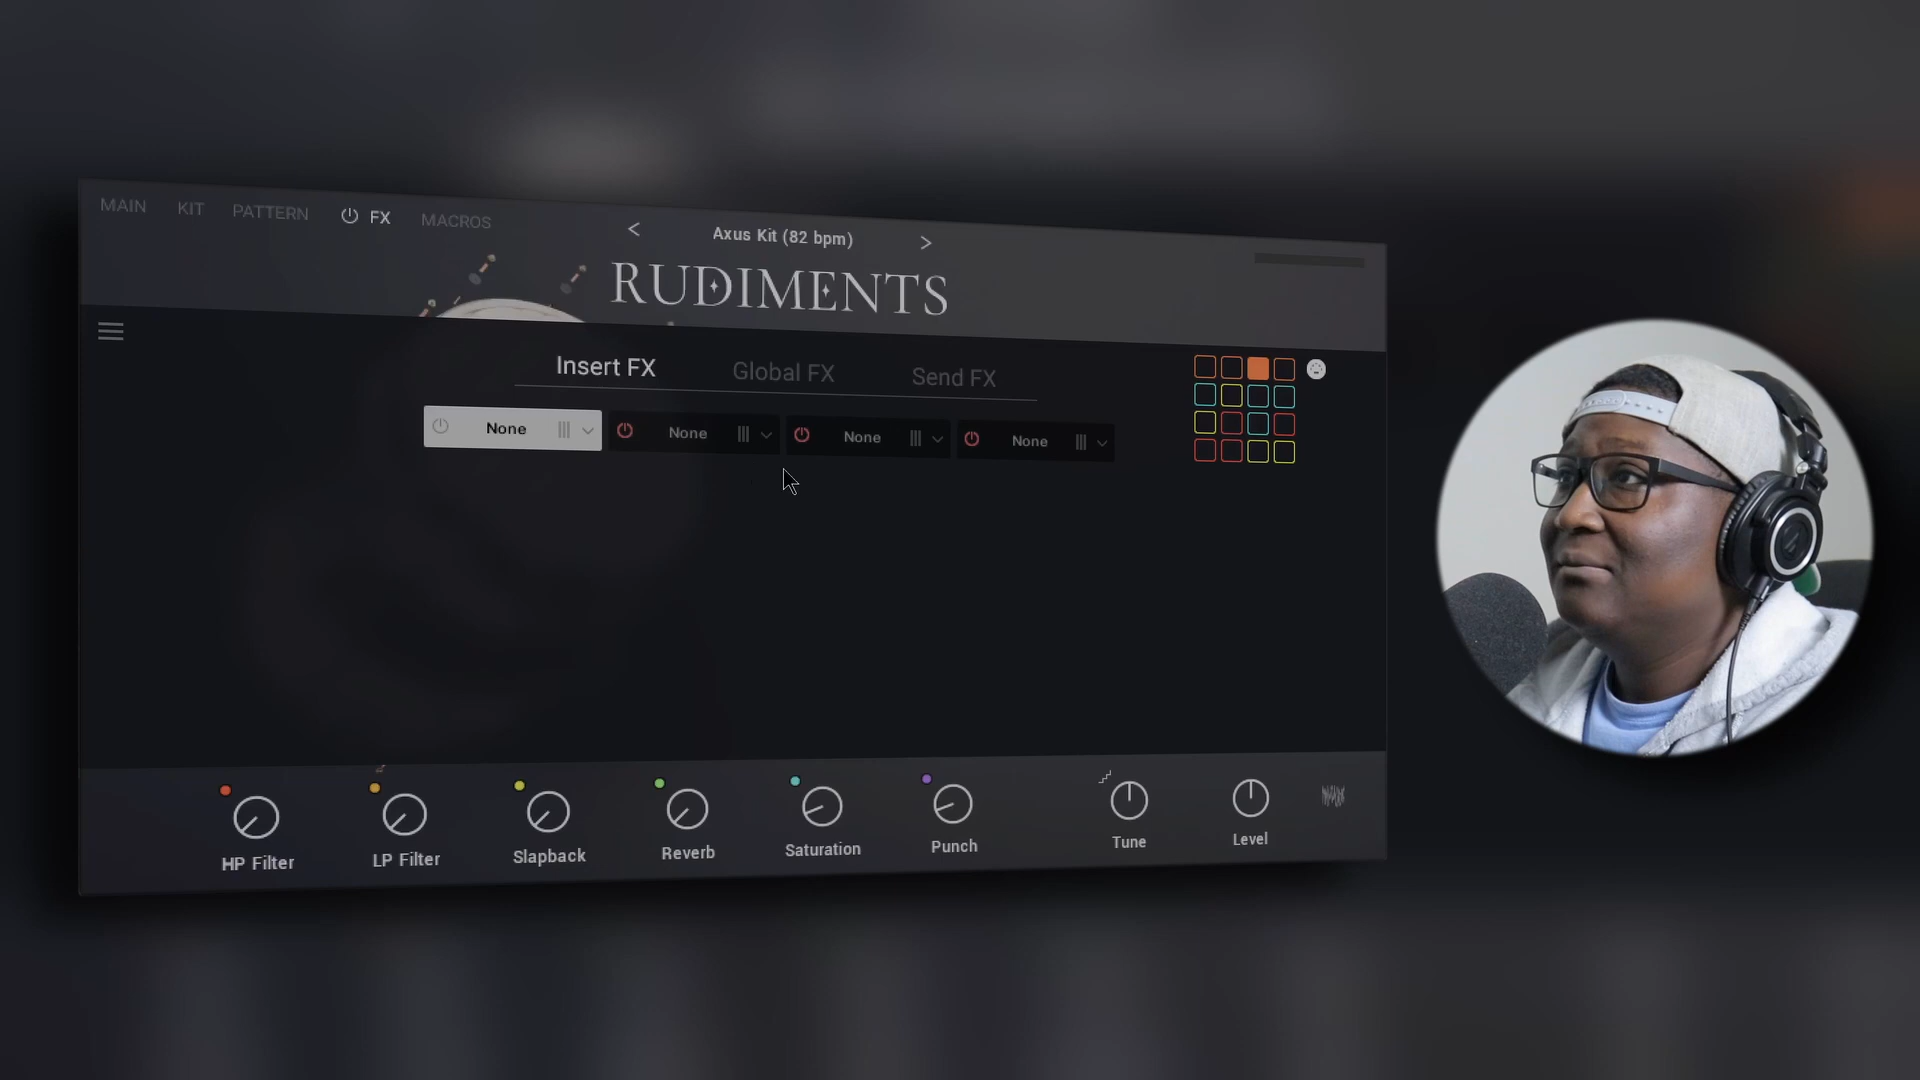 MAIN KIT PATTERN FX MACROS
Axus Kit (82 bpm)
RUDIMENTS
Insert FX Global FX Send FX
None None None None
HP Filter LP Filter Slapback Reverb Saturation Punch Tune Level